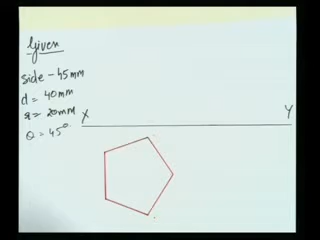 Given
side - 45mm
d = 40mm
= 20mm
X Y
θ = 45°